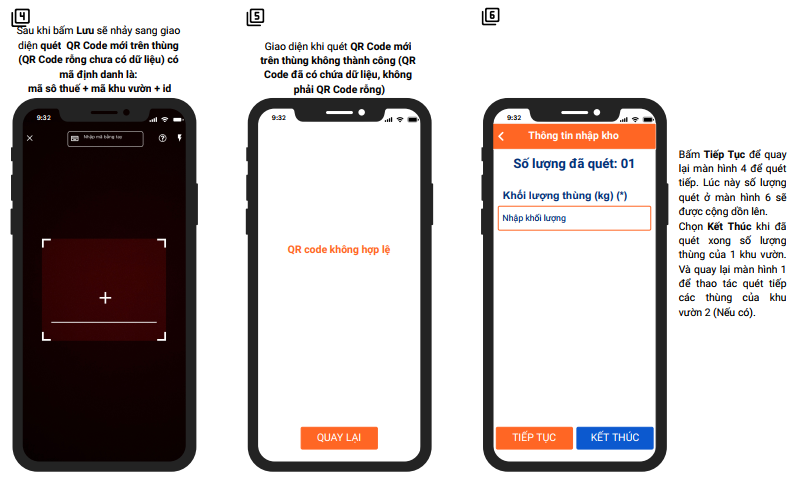 4
Sau khi bấm Lưu sẽ nhảy sang giao
diện quét QR Code mới trên thùng
(QR Code rỗng chưa có dữ liệu) có
mã định danh là:
mã số thuế + mã khu vườn + id
9:32
Nhập mã bằng tay
5
Giao diện khi quét QR Code mới
trên thùng không thành công (QR
Code đã có chứa dữ liệu, không
phải QR Code rỗng)
9:32
QR code không hợp lệ
QUAY LẠI
6
9:32
Thông tin nhập kho
Số lượng đã quét: 01
Khối lượng thùng (kg) (*)
Nhập khối lượng
TIẾP TỤC
KẾT THÚC
Bấm Tiếp Tục để quay
lại màn hình 4 để quét
tiếp. Lúc này số lượng
quét ở màn hình 6 sẽ
được cộng dồn lên.
Chọn Kết Thúc khi đã
quét xong số lượng
thùng của 1 khu vườn.
Và quay lại màn hình 1
để thao tác quét tiếp
các thùng của khu
vườn 2 (Nếu có).